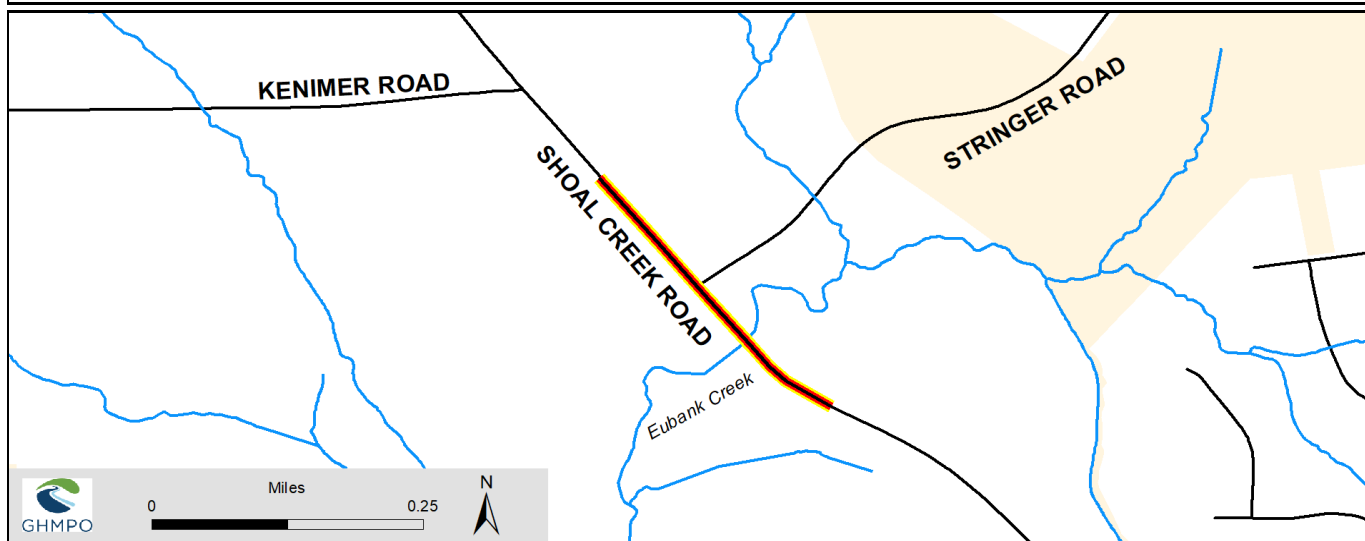 KENIMER ROAD
STRINGER ROAD
SHOAL CREEK ROAD
Eubank Creek
GHMPO
Miles
0
0.25
N